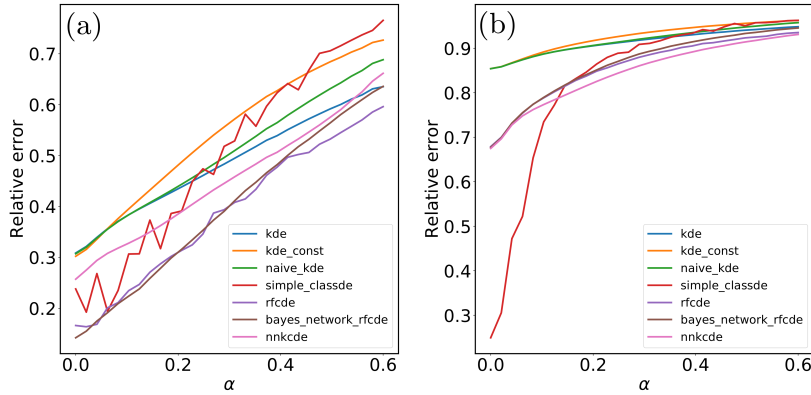 (a)
Relative error
0.7
0.6
0.5
0.4
0.3
0.2
0.0
0.2
0.4
0.6
α
kde
kde_const
naive_kde
simple_classde
rfcde
bayes_network_rfcde
nnkcde
(b)
Relative error
0.9
0.8
0.7
0.6
0.5
0.4
0.3
0.0
0.2
0.4
0.6
α
kde
kde_const
naive_kde
simple_classde
rfcde
bayes_network_rfcde
nnkcde